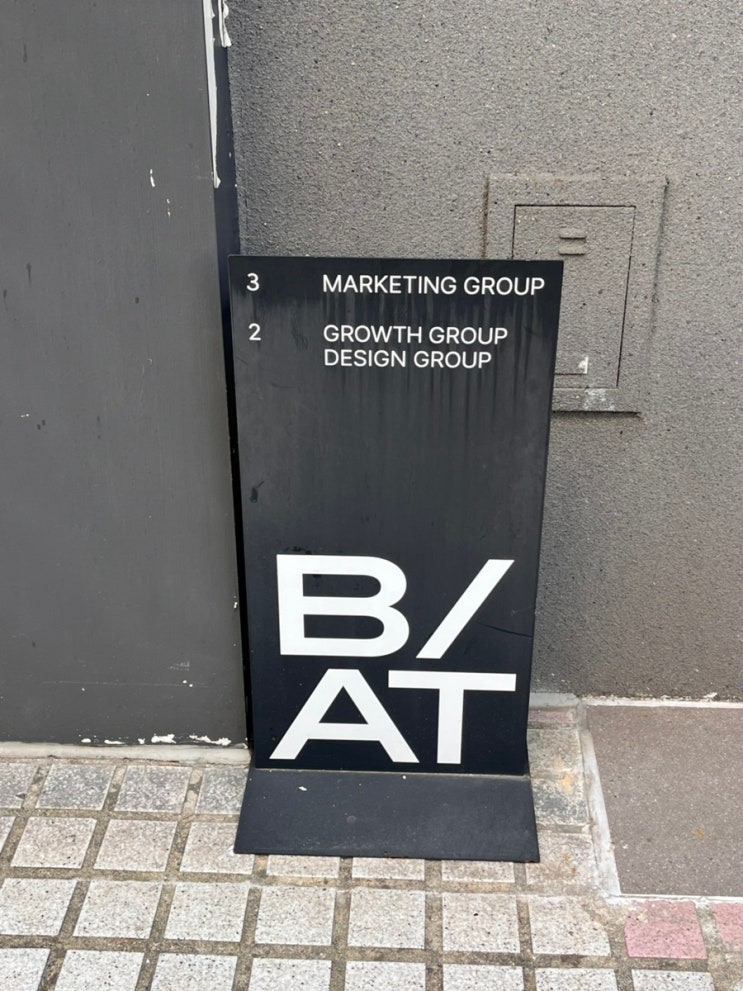 3 MARKETING GROUP
2 GROWTH GROUP
DESIGN GROUP
B/
AT